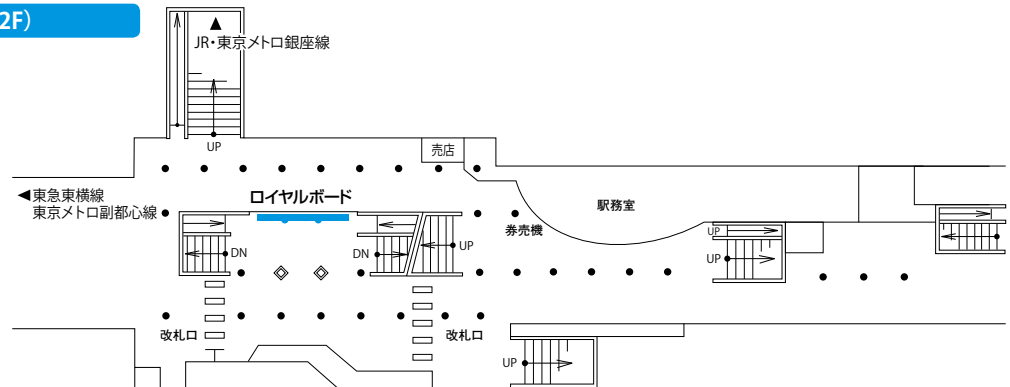 2F）
JR・東京メトロ銀座線
UP
売店
◀東急東横線
東京メトロ副都心線
ロイヤルボード
駅務室
券売機
DN
DN
UP
UP
UP
改札口
改札口
UP